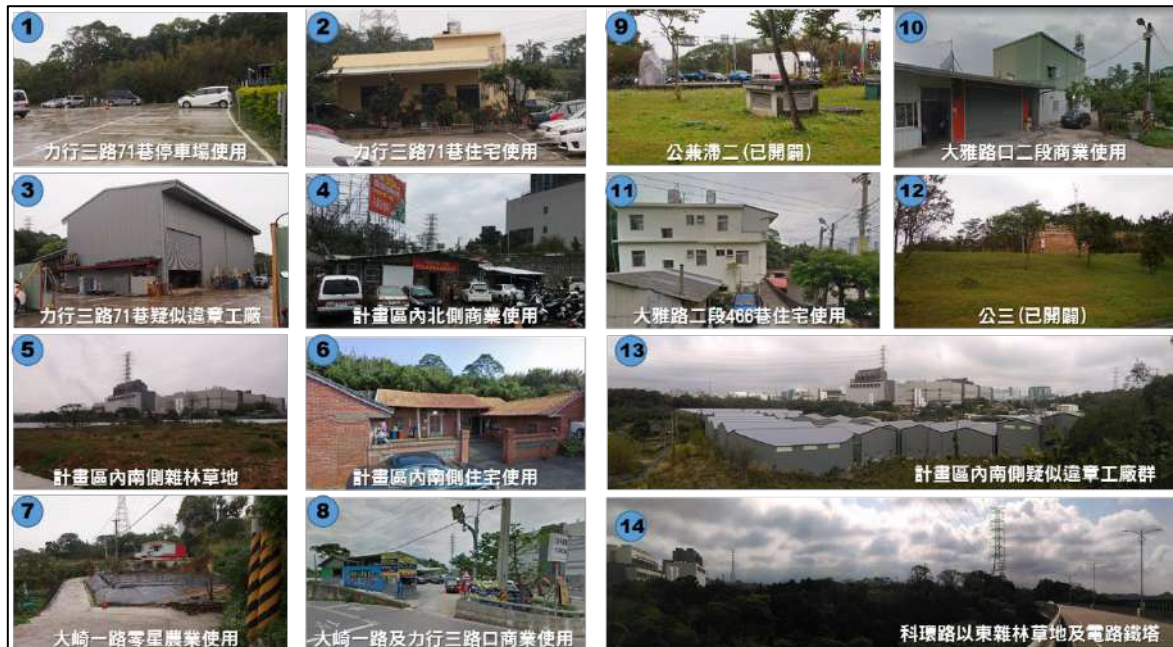 1
力行三路71巷停車場使用
2
力行三路71巷住宅使用
9
公兼滯二(已開闢)
10
大雅路口二段商業使用
3
力行三路71巷疑似違章工廠
4
計畫區內北側商業使用
11
大雅路二段466巷住宅使用
12
公三(已開闢)
5
計畫區內南側雜林草地
6
計畫區內南側住宅使用
13
計畫區內南側疑似違章工廠群
7
大崎一路零星農業使用
8
大崎一路及力行三路口商業使用
14
科環路以東雜林草地及電路鐵塔